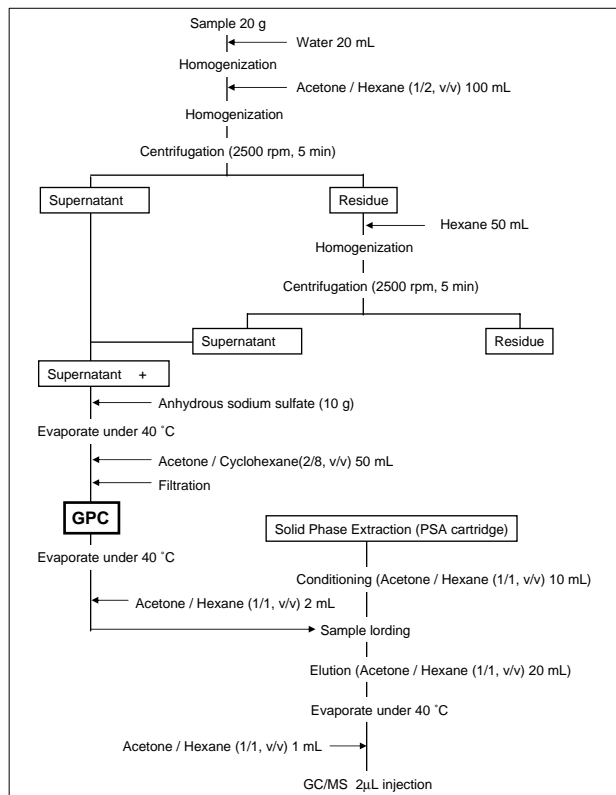 Sample 20 g
Water 20 mL
Homogenization
Acetone / Hexane (1/2, v/v) 100 mL
Homogenization
Centrifugation (2500 rpm, 5 min)
Supernatant
Residue
Hexane 50 mL
Homogenization
Centrifugation (2500 rpm, 5 min)
Supernatant
Residue
Supernatant +
Anhydrous sodium sulfate (10 g)
Evaporate under 40 ˚C
Acetone / Cyclohexane(2/8, v/v) 50 mL
Filtration
GPC
Evaporate under 40 ˚C
Acetone / Hexane (1/1, v/v) 2 mL
Solid Phase Extraction (PSA cartridge)
Conditioning (Acetone / Hexane (1/1, v/v) 10 mL)
Sample lording
Elution (Acetone / Hexane (1/1, v/v) 20 mL)
Evaporate under 40 ˚C
Acetone / Hexane (1/1, v/v) 1 mL
GC/MS 2μL injection